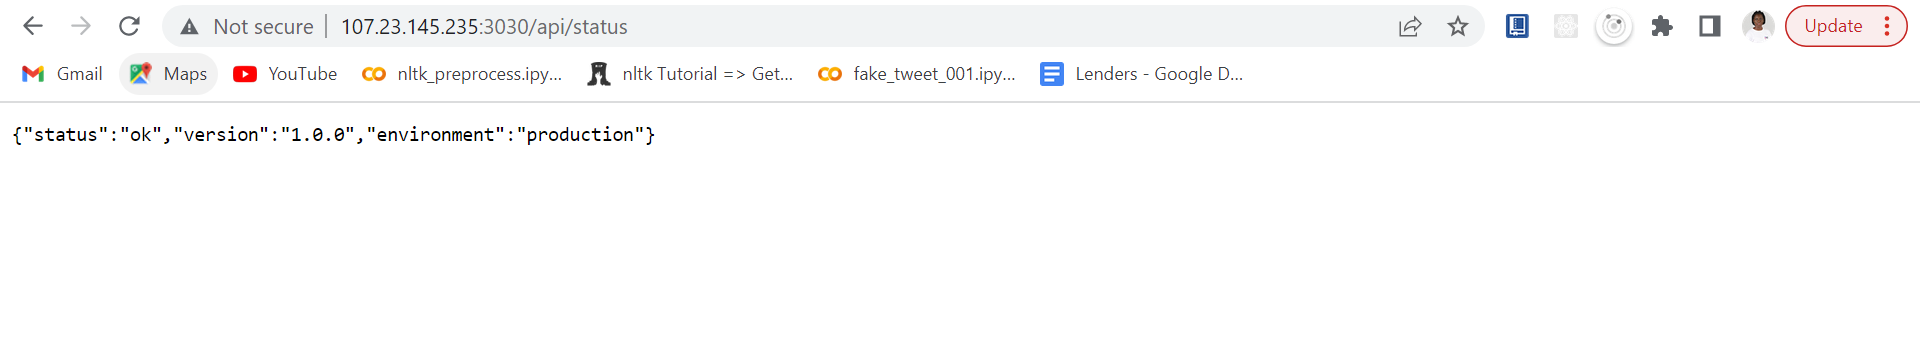 Not secure | 107.23.145.235:3030/api/status Update
Gmail Maps YouTube nltk_preprocess.ipy... nltk Tutorial => Get... fake_tweet_001.ipy... Lenders - Google D...
{"status":"ok","version":"1.0.0","environment":"production"}